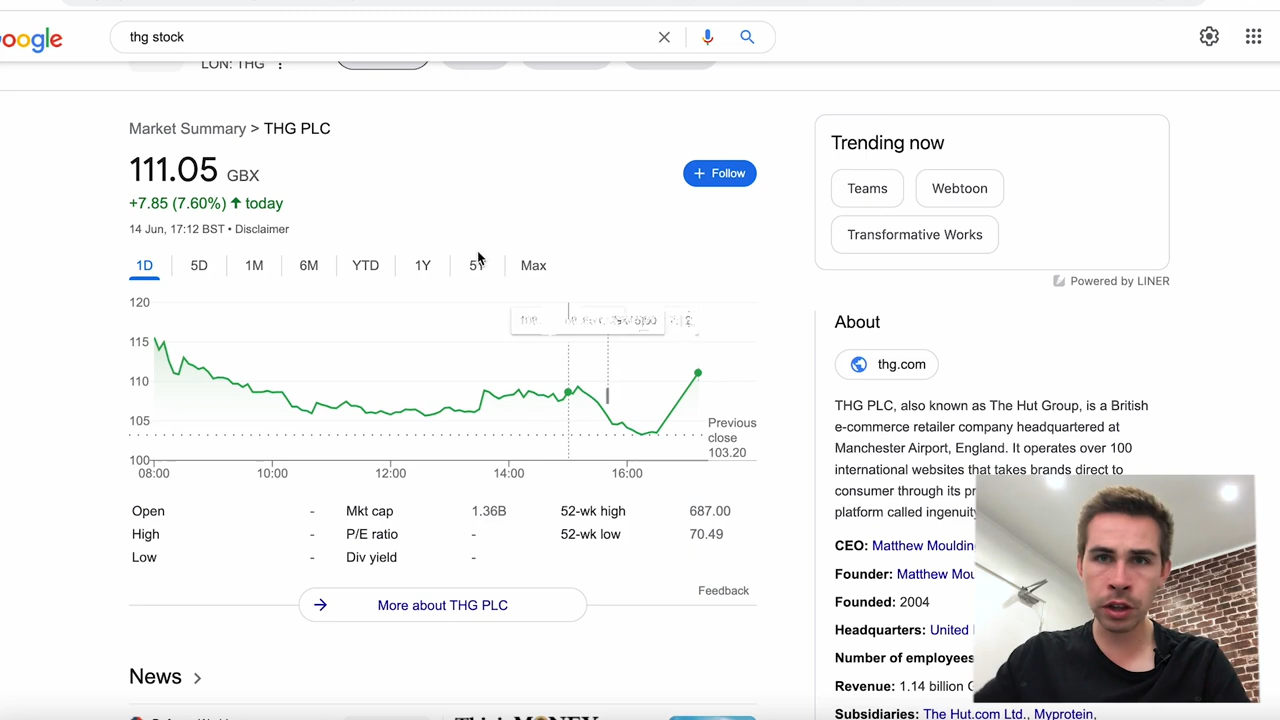 oogle
thg stock
LON: THG
Market Summary > THG PLC
111.05 GBX
+ Follow
+7.85 (7.60%) ↑ today
14 Jun, 17:12 BST • Disclaimer
1D 5D 1M 6M YTD 1Y 5Y Max
120
115
110
105
100
Previous
close
103.20
08:00 10:00 12:00 14:00 16:00
Open - Mkt cap 1.36B 52-wk high 687.00
High - P/E ratio - 52-wk low 70.49
Low - Div yield -
Feedback
More about THG PLC
News
Trending now
Teams Webtoon
Transformative Works
Powered by LINER
About
thg.com
THG PLC, also known as The Hut Group, is a British
e-commerce retailer company headquartered at
Manchester Airport, England. It operates over 100
international websites that takes brands direct to
consumer through its
platform called
CEO: Matthew
Founder: Matthew
Founded: 2004
Headquarters: United
Number of employees
Revenue: 1.14 billion
Subsidiaries: The Hut.com Ltd., Myprotein,